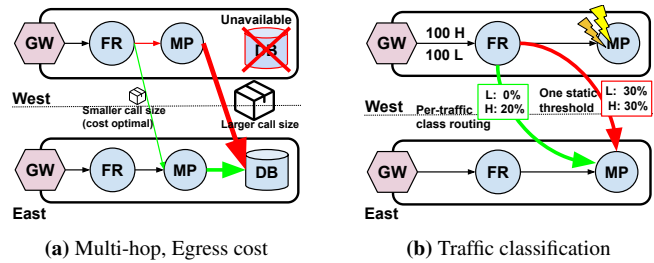 Unavailable
GW
FR
MP
DB
West
Smaller call size
(cost optimal)
Larger call size
GW
FR
MP
DB
East
(a) Multi-hop, Egress cost
GW
100 H
100 L
FR
MP
L: 0%
H: 20%
One static
threshold
L: 30%
H: 30%
West
Per-traffic
class routing
GW
FR
MP
East
(b) Traffic classification